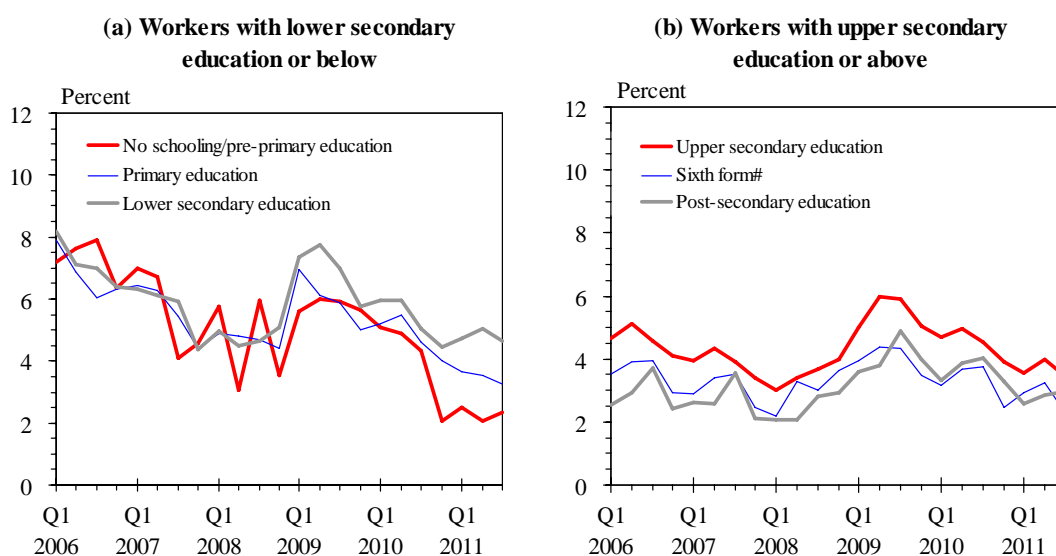 (a) Workers with lower secondary
education or below
Percent
12
10
8
6
4
2
0
No schooling/pre-primary education
Primary education
Lower secondary education
Q1 Q1 Q1 Q1 Q1 Q1
2006 2007 2008 2009 2010 2011
(b) Workers with upper secondary
education or above
Percent
12
10
8
6
4
2
0
Upper secondary education
Sixth form#
Post-secondary education
Q1 Q1 Q1 Q1 Q1 Q1
2006 2007 2008 2009 2010 2011